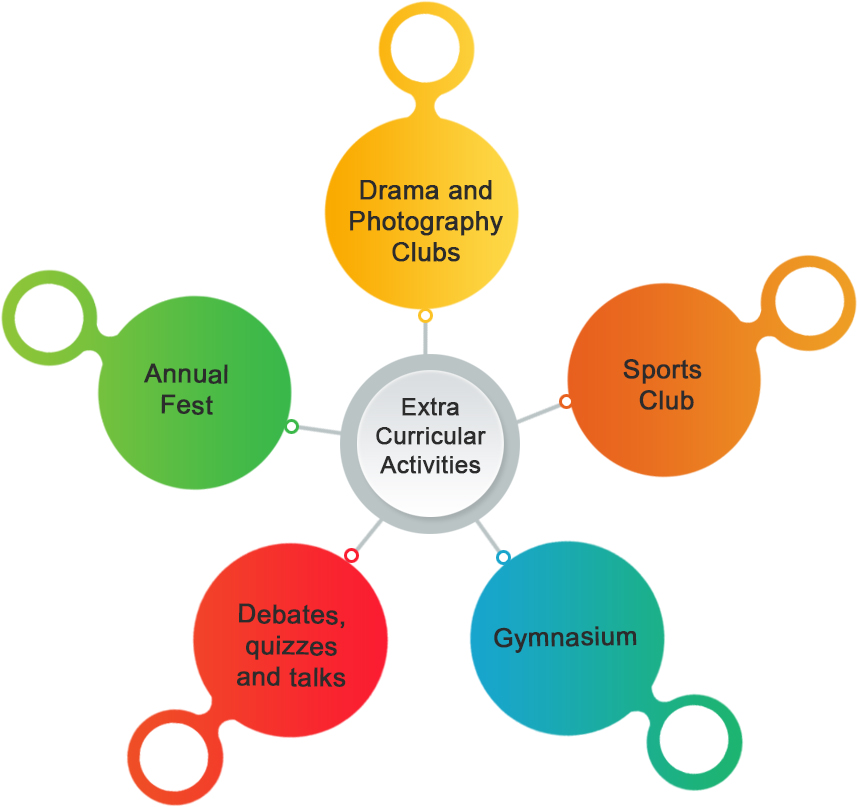 Drama and
Photography
Clubs
Sports
Club
Annual
Fest
Extra
Curricular
Activities
Debates,
quizzes
and talks
Gymnasium